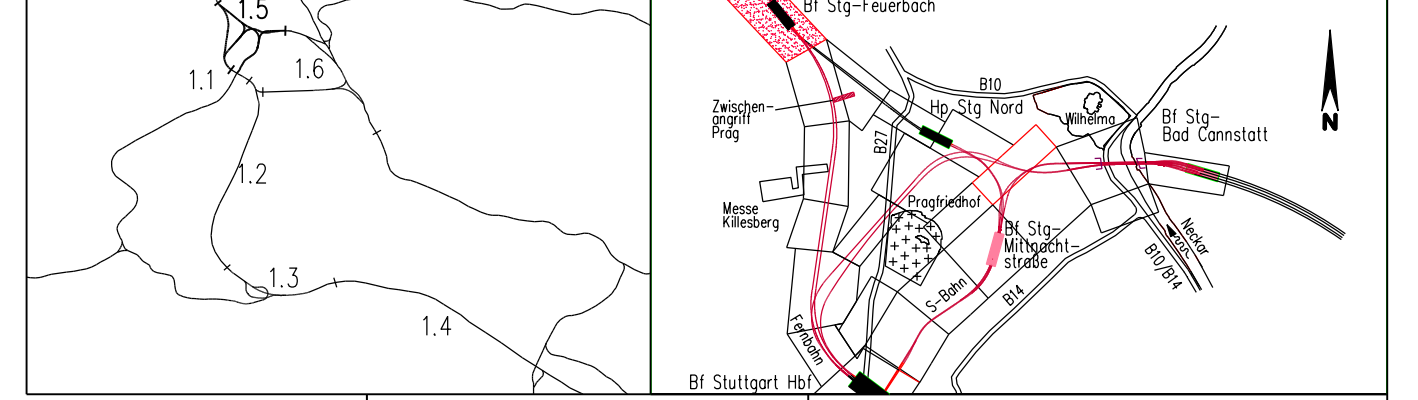 1.5
1.1
1.6
1.2
1.3
1.4
Bf Stg-Feuerbach
B10
Zwischen-
angriff
Prag
Hp Stg Nord
Wilhelma
Bf Stg-
Bad Cannstatt
N
B27
Messe
Killesberg
Pragfriedhof
Bf Stg-
Mittnacht-
straße
Neckar
B10/B14
S-Bahn
B14
Fernbahn
Bf Stuttgart Hbf